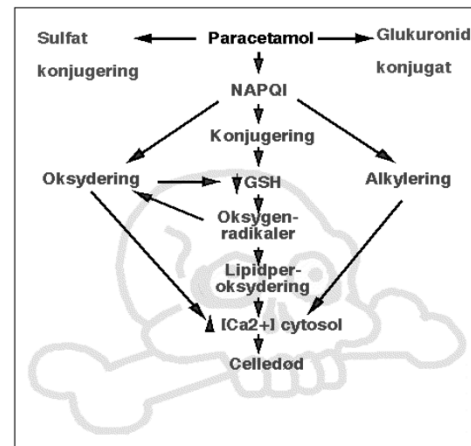 Sulfat
konjugering
Paracetamol
Glukuronid
konjugat
NAPQI
Konjugering
Oksydering
GSH
Alkylering
Oksygen-
radikaler
Lipidper-
oksydering
[Ca2+] cytosol
Celledød